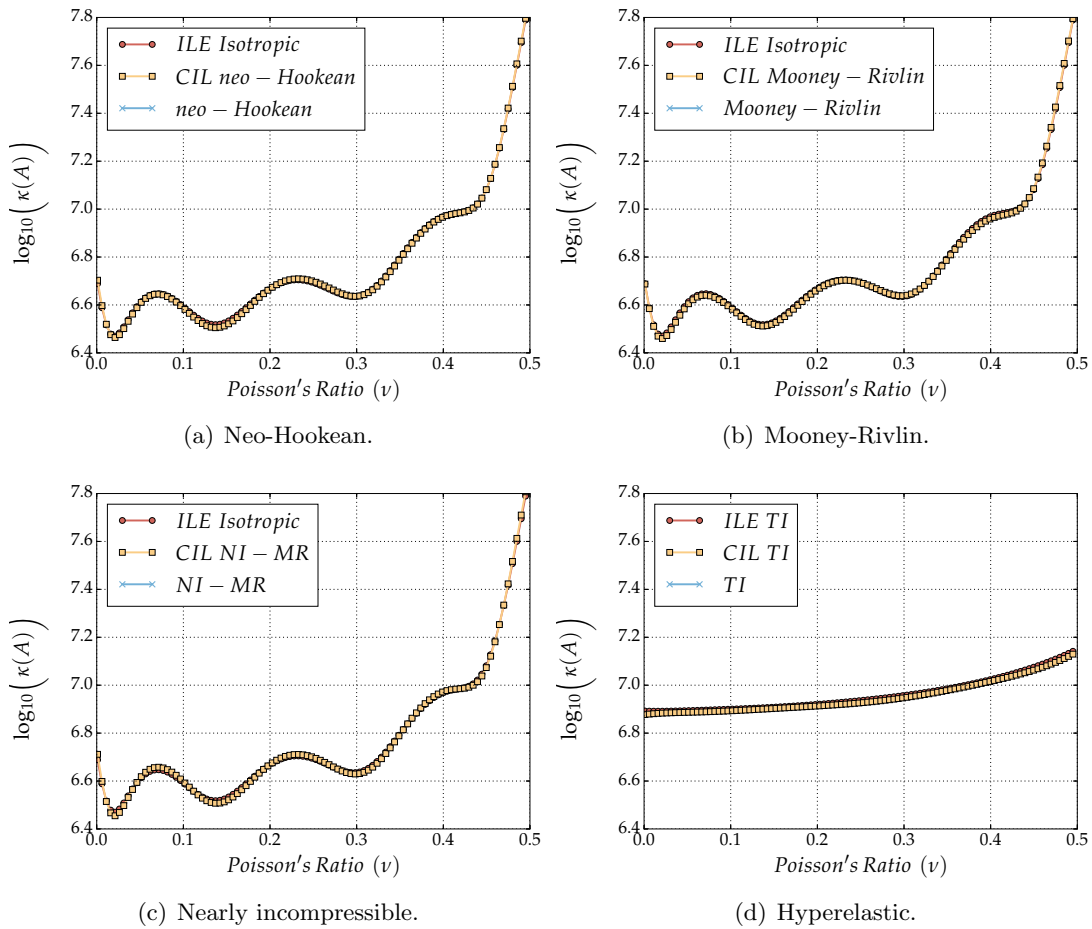 7.8
7.6
7.4
7.2
7.0
6.8
6.6
6.4
log10(κ(A))
ILE Isotropic
CIL neo − Hookean
neo − Hookean
0.0 0.1 0.2 0.3 0.4 0.5
Poisson's Ratio (ν)
(a) Neo-Hookean.
7.8
7.6
7.4
7.2
7.0
6.8
6.6
6.4
log10(κ(A))
ILE Isotropic
CIL Mooney − Rivlin
Mooney − Rivlin
0.0 0.1 0.2 0.3 0.4 0.5
Poisson's Ratio (ν)
(b) Mooney-Rivlin.
7.8
7.6
7.4
7.2
7.0
6.8
6.6
6.4
log10(κ(A))
ILE Isotropic
CIL NI − MR
NI − MR
0.0 0.1 0.2 0.3 0.4 0.5
Poisson's Ratio (ν)
(c) Nearly incompressible.
7.8
7.6
7.4
7.2
7.0
6.8
6.6
6.4
log10(κ(A))
ILE TI
CIL TI
TI
0.0 0.1 0.2 0.3 0.4 0.5
Poisson's Ratio (ν)
(d) Hyperelastic.